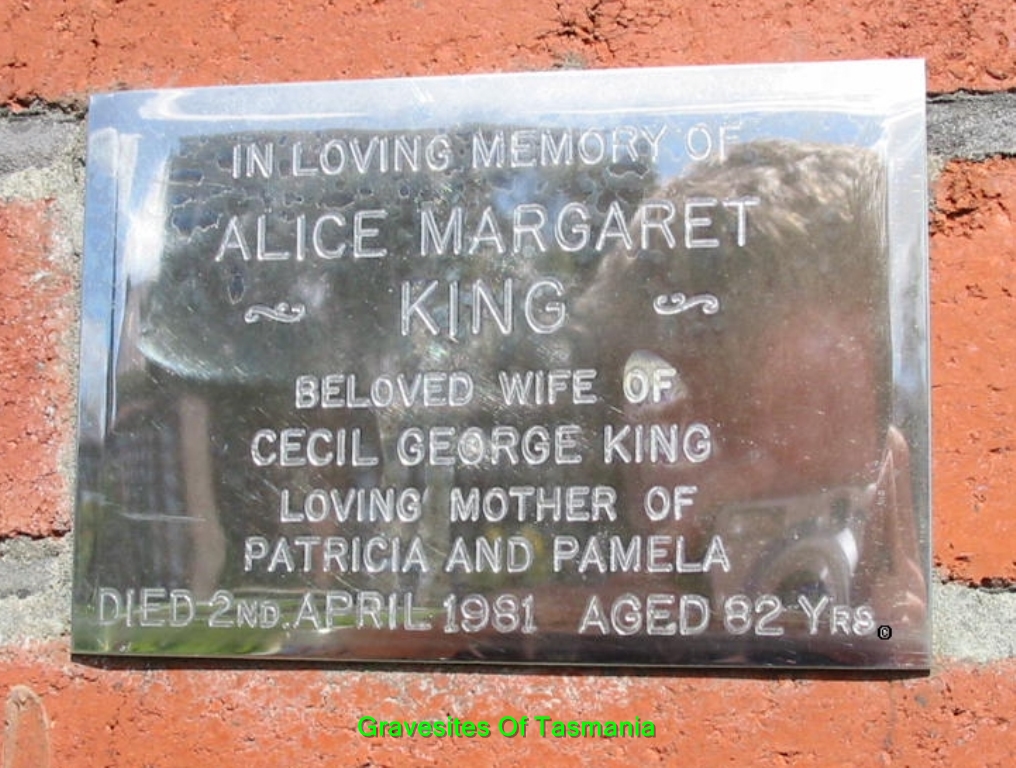 IN LOVING MEMORY OF
ALICE MARGARET
KING
BELOVED WIFE OF
CECIL GEORGE KING
LOVING MOTHER OF
PATRICIA AND PAMELA
DIED 2ND. APRIL 1981 AGED 82 YRS.
©
Gravesites Of Tasmania